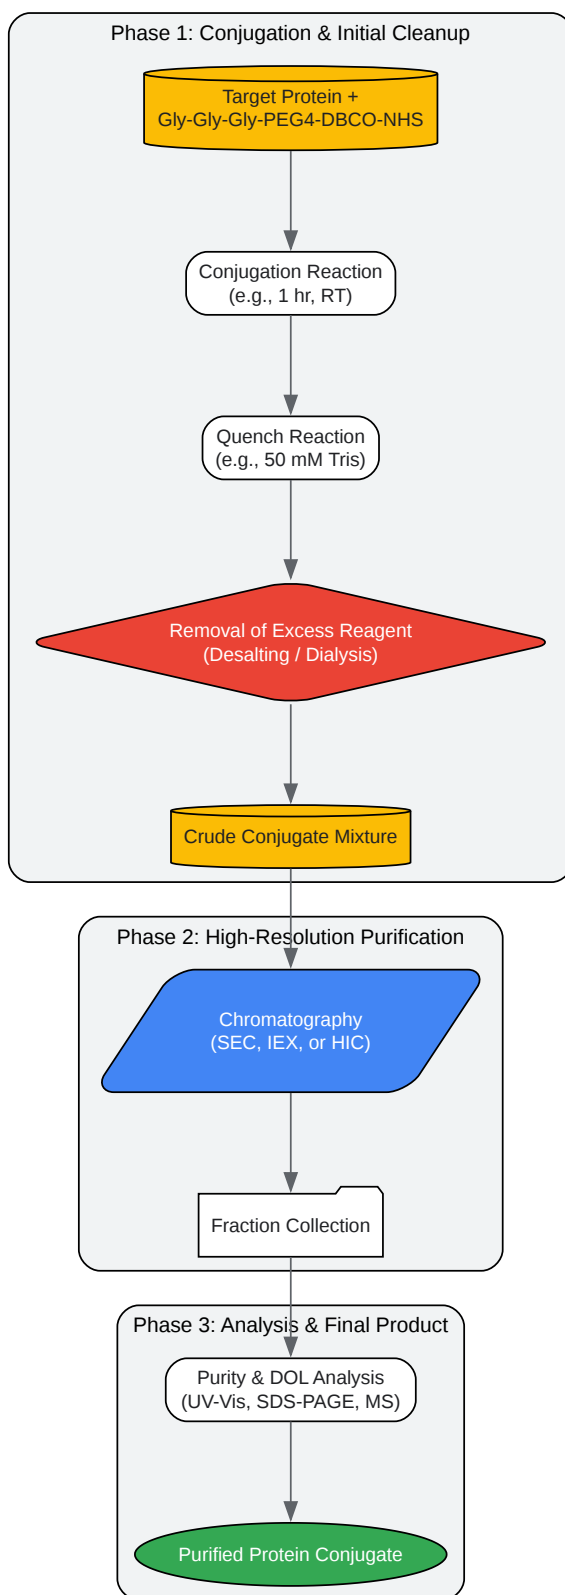 Phase 1: Conjugation & Initial Cleanup
Target Protein +
Gly-Gly-Gly-PEG4-DBCO-NHS
Conjugation Reaction
(e.g., 1 hr, RT)
Quench Reaction
(e.g., 50 mM Tris)
Removal of Excess Reagent
(Desalting / Dialysis)
Crude Conjugate Mixture
Phase 2: High-Resolution Purification
Chromatography
(SEC, IEX, or HIC)
Fraction Collection
Phase 3: Analysis & Final Product
Purity & DOL Analysis
(UV-Vis, SDS-PAGE, MS)
Purified Protein Conjugate